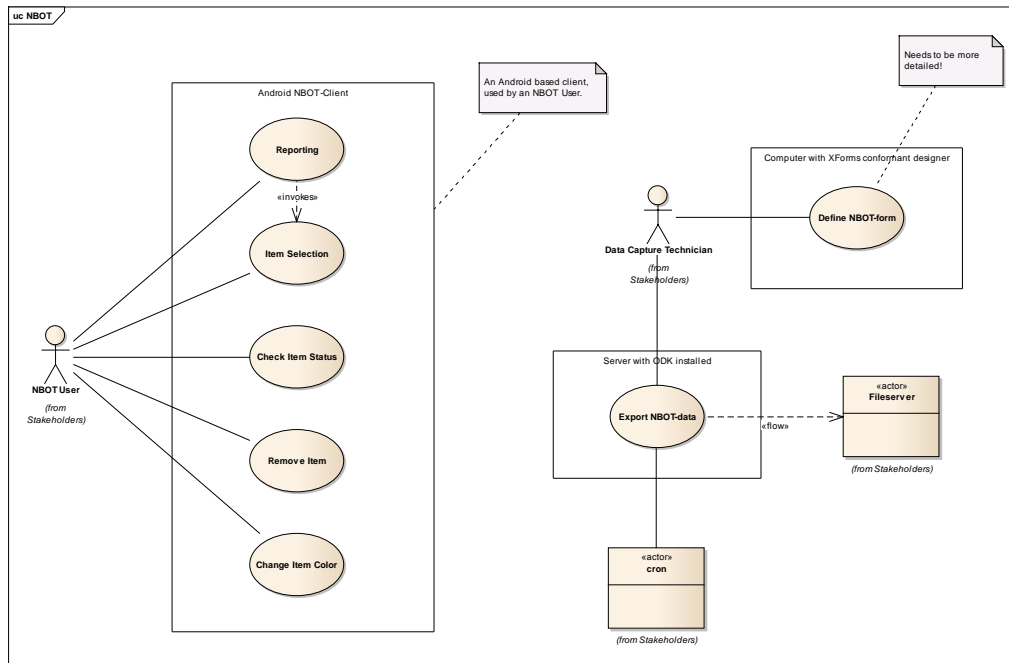 uc NBOT
Android NBOT-Client
Reporting
«invokes»
Item Selection
Check Item Status
Remove Item
Change Item Color
NBOT User
(from
Stakeholders)
An Android based client,
used by an NBOT User.
Needs to be more
detailed!
Computer with XForms conformant designer
Define NBOT-form
Data Capture Technician
(from
Stakeholders)
Server with ODK installed
Export NBOT-data
«flow»
«actor»
Fileserver
(from Stakeholders)
«actor»
cron
(from Stakeholders)